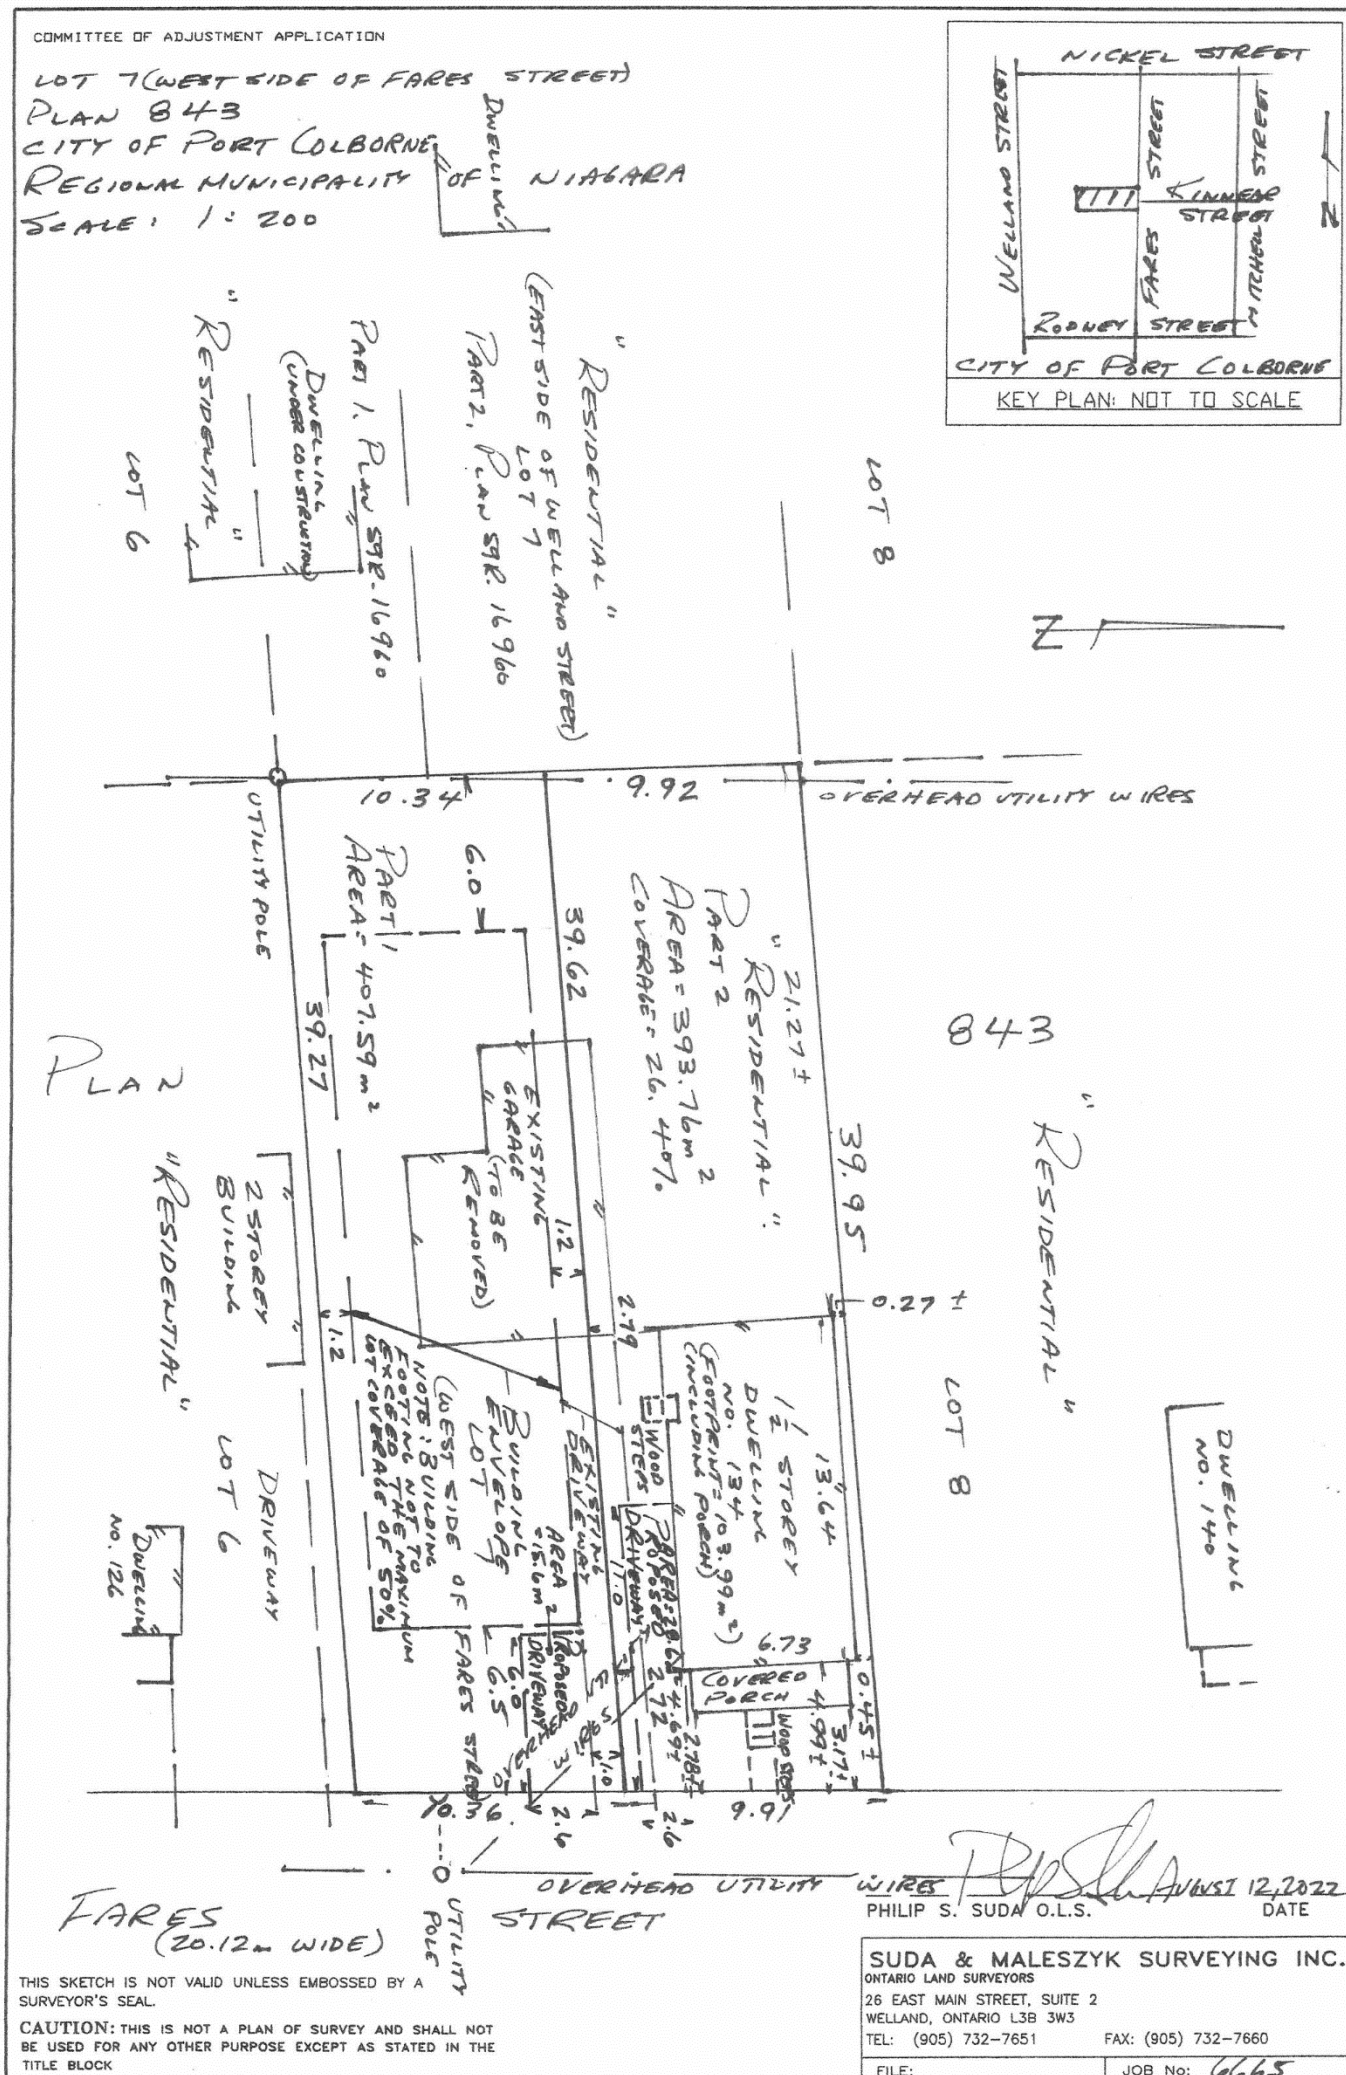 COMMITTEE OF ADJUSTMENT APPLICATION
LOT 7 (WEST SIDE OF FARES STREET)
PLAN 843
CITY OF PORT COLBORNE
REGIONAL MUNICIPALITY OF NIAGARA
SCALE: 1: 200
DWELLING
NICKEL STREET
WELLAND STREET
FARES STREET
MITCHELL STREET
KINNEAR
STREET
RODNEY STREET
CITY OF PORT COLBORNE
KEY PLAN: NOT TO SCALE
N
"RESIDENTIAL"
LOT 6
DWELLING
(UNDER CONSTRUCTION)
PART 1, PLAN 59R-16960
"RESIDENTIAL"
(EAST SIDE OF WELLAND STREET)
LOT 7
PART 2, PLAN 59R-16960
LOT 8
N
10.34
9.92
OVERHEAD UTILITY WIRES
UTILITY POLE
PART 1
AREA= 407.59m²
6.0
39.62
39.27
21.27±
"RESIDENTIAL"
PART 2
AREA= 393.76m²
COVERAGE= 26.40%
39.95
PLAN
843
"RESIDENTIAL"
LOT 8
EXISTING
GARAGE
(TO BE
REMOVED)
1.2
2.79
0.27±
1.2
2 STOREY
BUILDING
"RESIDENTIAL"
LOT 6
DRIVEWAY
DWELLING
NO. 126
DWELLING
NO. 140
13.64
1½ STOREY
DWELLING
NO. 134
(FOOTPRINT= 103.99m²)
(INCLUDING PORCH)
WOOD
STEPS
EXISTING
DRIVEWAY
BUILDING
ENVELOPE
LOT 7
(WEST SIDE OF FARES STREET)
NOTE: BUILDING
FOOTING NOT TO
EXCEED THE MAXIMUM
LOT COVERAGE OF 50%
AREA
=15.6m²
PROPOSED
DRIVEWAY
11.0
PROPOSED
DRIVEWAY
6.0
6.5
6.73
COVERED
PORCH
WOOD STEPS
4.69±
2.78±
2.72
4.99±
3.17±
0.45±
1.0
10.36
2.6
2.6
9.91
OVERHEAD UTILITY WIRES
UTILITY
POLE
FARES STREET
(20.12m WIDE)
AUGUST 12, 2022
PHILIP S. SUDA O.L.S. DATE
THIS SKETCH IS NOT VALID UNLESS EMBOSSED BY A
SURVEYOR'S SEAL.
CAUTION: THIS IS NOT A PLAN OF SURVEY AND SHALL NOT
BE USED FOR ANY OTHER PURPOSE EXCEPT AS STATED IN THE
TITLE BLOCK
SUDA & MALESZYK SURVEYING INC.
ONTARIO LAND SURVEYORS
26 EAST MAIN STREET, SUITE 2
WELLAND, ONTARIO L3B 3W3
TEL: (905) 732-7651 FAX: (905) 732-7660
FILE: JOB No: 6665